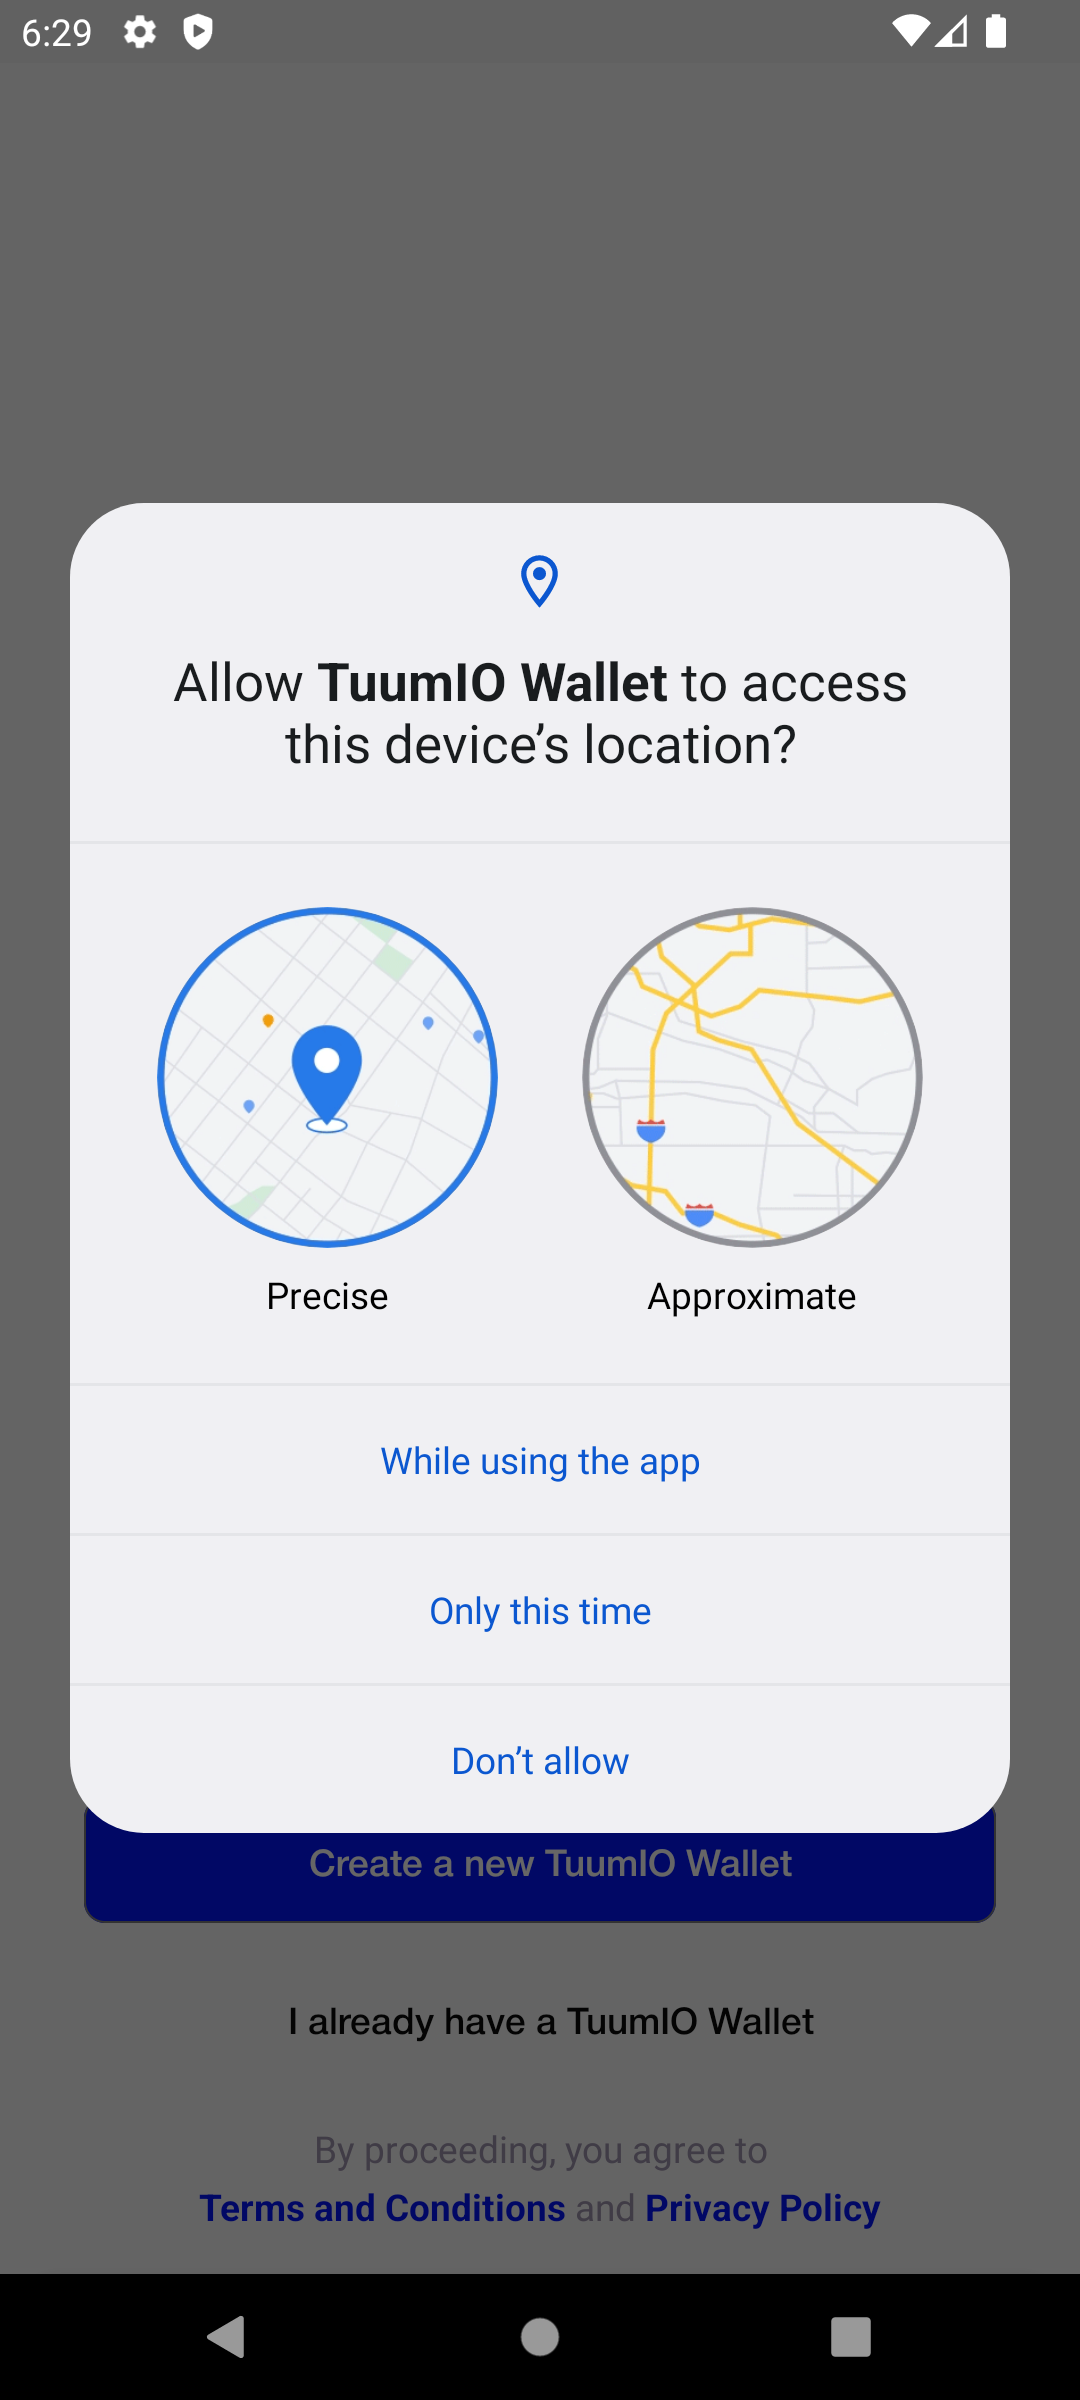 6:29
Allow TuumIO Wallet to access
this device’s location?
Precise
Approximate
While using the app
Only this time
Don’t allow
Create a new TuumIO Wallet
I already have a TuumIO Wallet
By proceeding, you agree to
Terms and Conditions and Privacy Policy